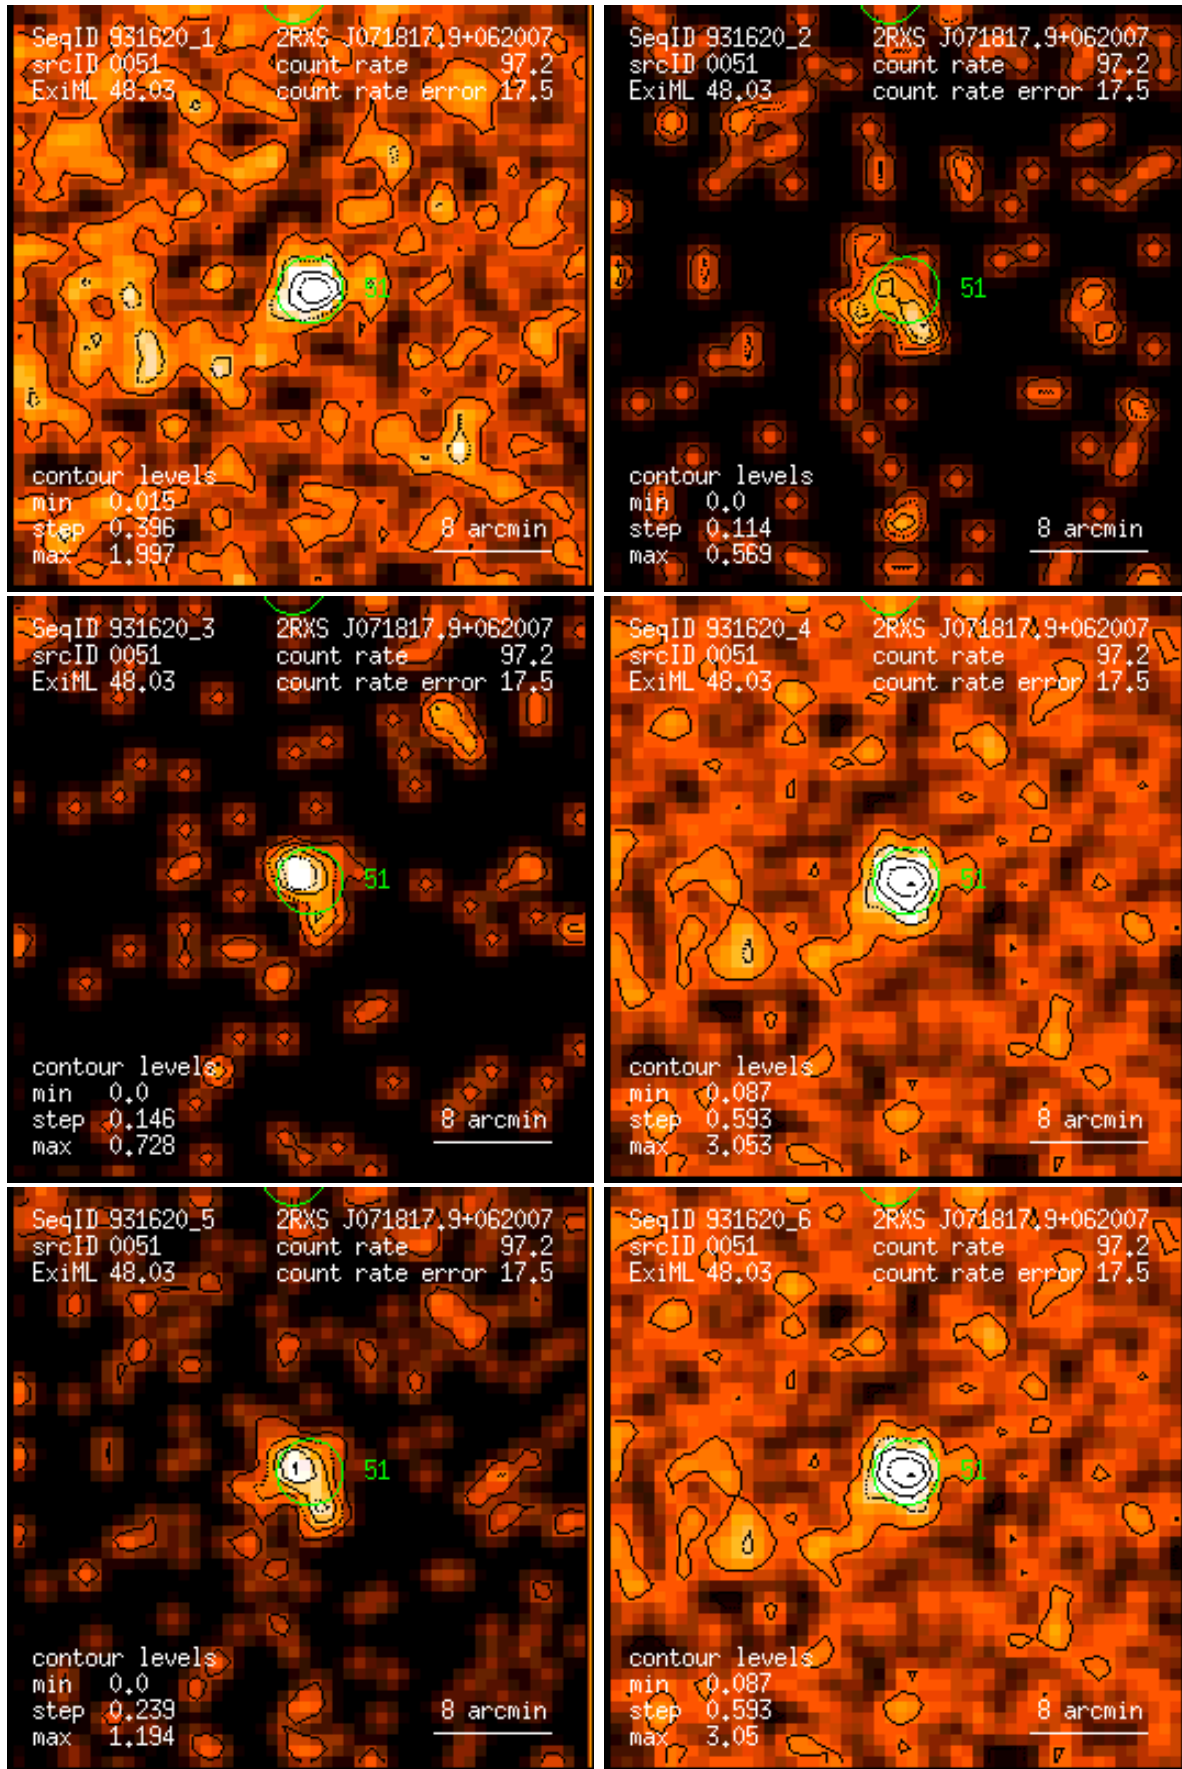 SeqID 931620_1 2RXS J071817.9+062007
srcID 0051 count rate 97.2
ExiML 48.03 count rate error 17.5
51
contour levels
min 0.015
step 0.396 8 arcmin
max 1.997
SeqID 931620_2 2RXS J071817.9+062007
srcID 0051 count rate 97.2
ExiML 48.03 count rate error 17.5
51
contour levels
min 0.0
step 0.114 8 arcmin
max 0.569
SeqID 931620_3 2RXS J071817.9+062007
srcID 0051 count rate 97.2
ExiML 48.03 count rate error 17.5
51
contour levels
min 0.0
step 0.146 8 arcmin
max 0.728
SeqID 931620_4 2RXS J071817.9+062007
srcID 0051 count rate 97.2
ExiML 48.03 count rate error 17.5
51
contour levels
min 0.087
step 0.593 8 arcmin
max 3.053
SeqID 931620_5 2RXS J071817.9+062007
srcID 0051 count rate 97.2
ExiML 48.03 count rate error 17.5
51
contour levels
min 0.0
step 0.239 8 arcmin
max 1.194
SeqID 931620_6 2RXS J071817.9+062007
srcID 0051 count rate 97.2
ExiML 48.03 count rate error 17.5
51
contour levels
min 0.087
step 0.593 8 arcmin
max 3.05